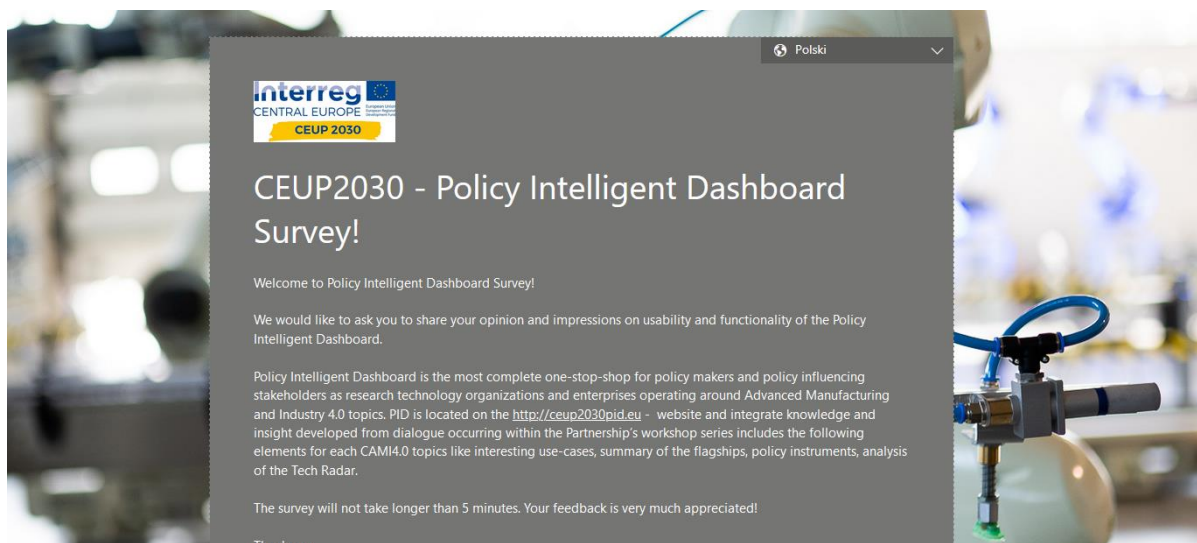 Polski
Interreg
CENTRAL EUROPE
European Union
European Regional
Development Fund
CEUP 2030
CEUP2030 - Policy Intelligent Dashboard
Survey!
Welcome to Policy Intelligent Dashboard Survey!
We would like to ask you to share your opinion and impressions on usability and functionality of the Policy
Intelligent Dashboard.
Policy Intelligent Dashboard is the most complete one-stop-shop for policy makers and policy influencing
stakeholders as research technology organizations and enterprises operating around Advanced Manufacturing
and Industry 4.0 topics. PID is located on the http://ceup2030pid.eu - website and integrate knowledge and
insight developed from dialogue occurring within the Partnership's workshop series includes the following
elements for each CAMI4.0 topics like interesting use-cases, summary of the flagships, policy instruments, analysis
of the Tech Radar.
The survey will not take longer than 5 minutes. Your feedback is very much appreciated!